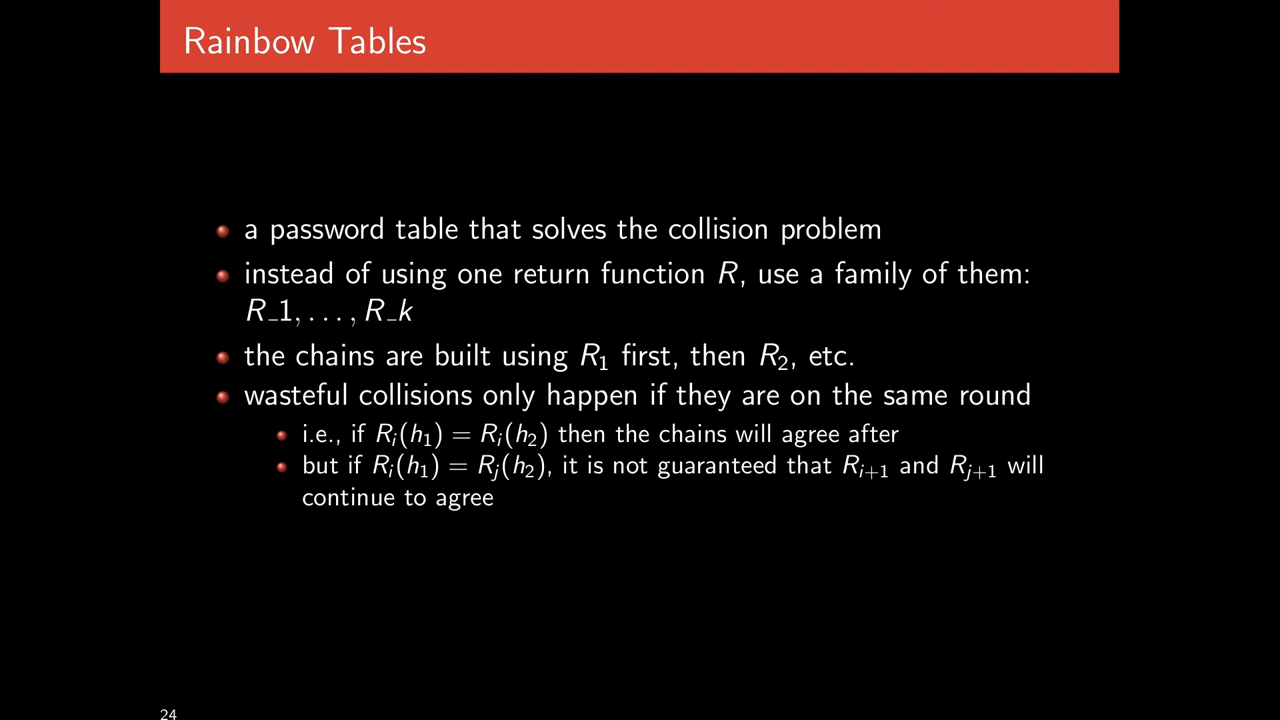 Rainbow Tables
a password table that solves the collision problem
instead of using one return function R, use a family of them:
R_1, . . . , R_k
the chains are built using R₁ first, then R₂, etc.
wasteful collisions only happen if they are on the same round
i.e., if Rᵢ(h₁) = Rᵢ(h₂) then the chains will agree after
but if Rᵢ(h₁) = Rⱼ(h₂), it is not guaranteed that Rᵢ₊₁ and Rⱼ₊₁ will
continue to agree
24